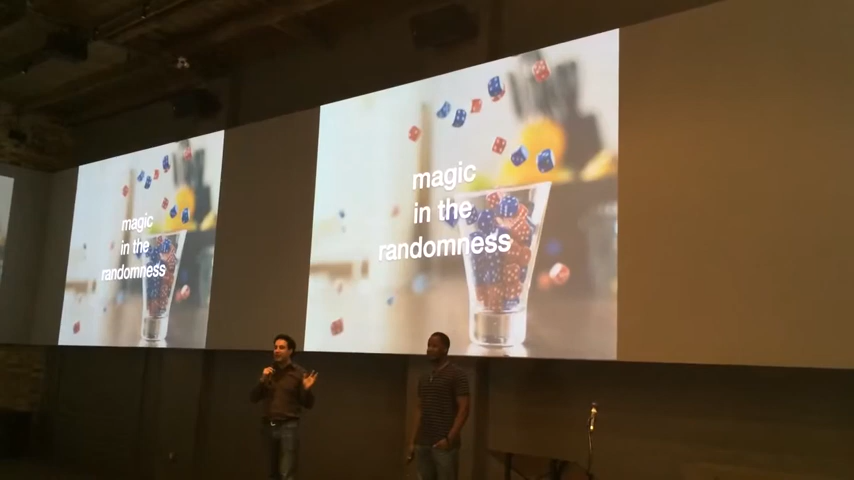 magic
in the
randomness
magic
in the
randomness